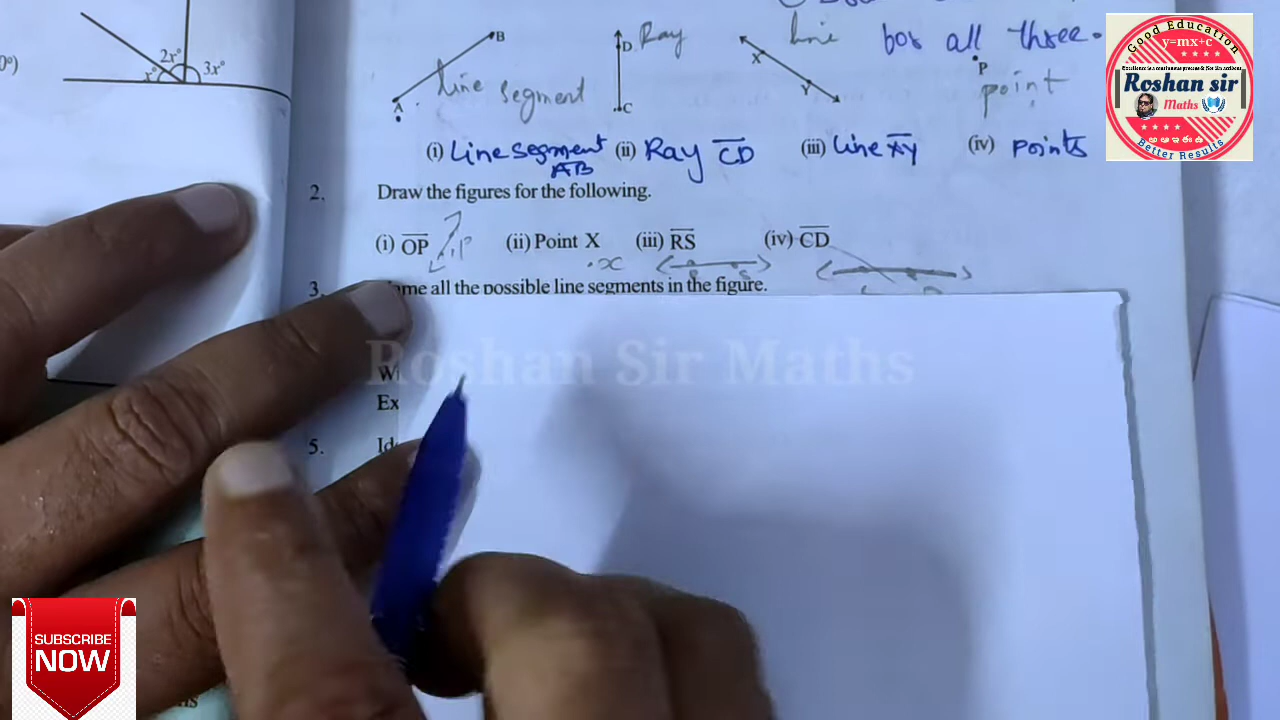 2x° 3x°
x°
0°)
B D Ray X line bos all three.
P
line segment Y point
A C
(i) Line segment AB (ii) Ray CD (iii) Line XY (iv) Points
2. Draw the figures for the following.
(i) OP (ii) Point X (iii) RS (iv) CD
P .x
3. ame all the possible line segments in the figure.
Roshan Sir Maths
W
Ex
5. Id
Good Education
y=mx+c
Roshan sir
Maths
Better Results
SUBSCRIBE
NOW